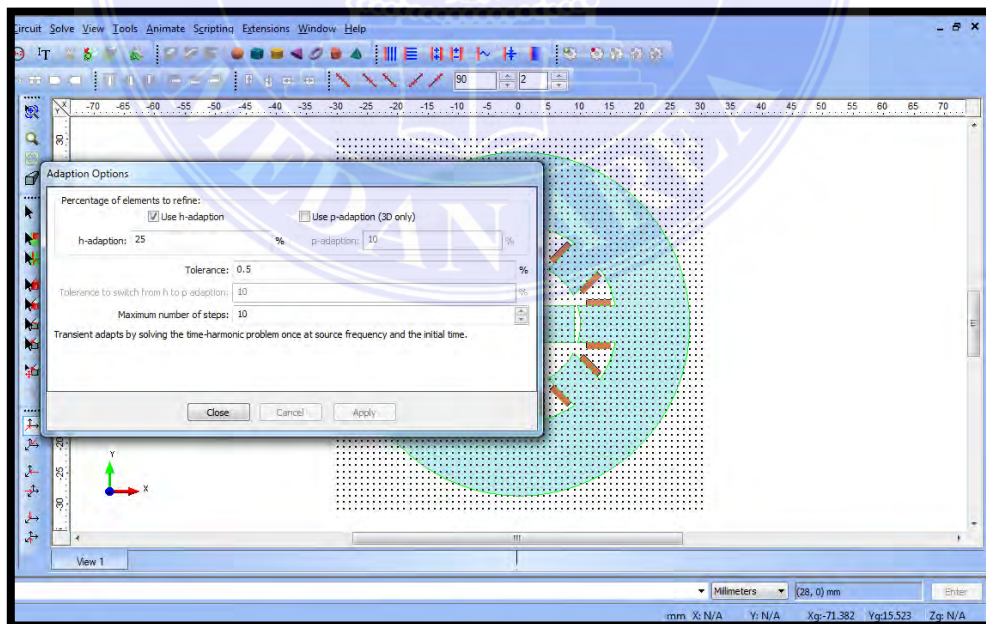 Circuit Solve View Tools Animate Scripting Extensions Window Help
90 2
X -70 -65 -60 -55 -50 -45 -40 -35 -30 -25 -20 -15 -10 -5 0 5 10 15 20 25 30 35 40 45 50 55 60 65 70
Y
30
Adaption Options
Percentage of elements to refine:
Use h-adaption Use p-adaption (3D only)
h-adaption: 25 % p-adaption: 10 %
Tolerance: 0.5 %
Tolerance to switch from h to p adaption: 10 %
Maximum number of steps: 10
Transient adapts by solving the time-harmonic problem once at source frequency and the initial time.
Close Cancel Apply
MEDAN AREA
-25
-30
Y
X
View 1
Millimeters (28, 0) mm Enter
mm X: N/A Y: N/A Xg:-71.382 Yg:15.523 Zg: N/A